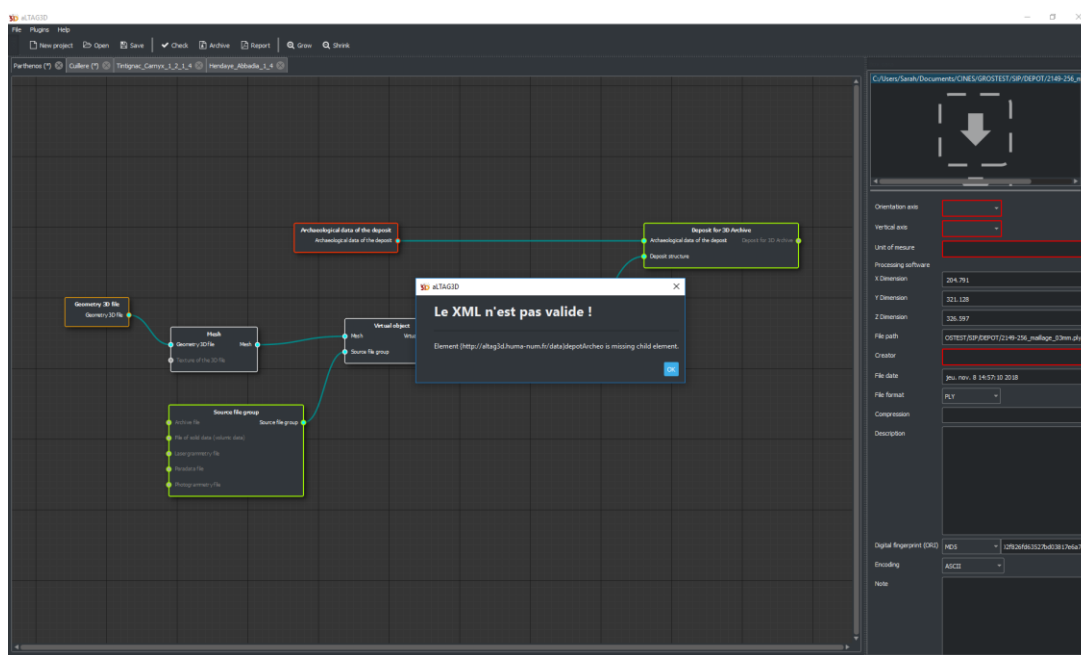 aLTAG3D
File Plugins Help
New project Open Save Check Archive Report Grow Shrink
Parthenos (*) Cuillere (*) Tintignac_Carnyx_1_2_1_4 Hendaye_Abbadia_1_4
C:/Users/Sarah/Documents/CINES/GROSTEST/SIP/DEPOT/2149-256_m
Orientation axis
Vertical axis
Unit of mesure
Processing software
X Dimension 204.791
Y Dimension 321.128
Z Dimension 326.597
File path OSTEST/SIP/DEPOT/2149-256_maillage_03mm.ply
Creator
File date jeu. nov. 8 14:57:10 2018
File format PLY
Compression
Description
Digital fingerprint (ORI) MD5
Encoding ASCII
Note
Archaeological data of the deposit
Archaeological data of the deposit
Deposit for 3D Archive
Archaeological data of the deposit Deposit for 3D Archive
Deposit structure
Geometry 3D file
Geometry 3D file
Mesh
Geometry 3D file Mesh
Texture of the 3D file
Virtual object
Mesh Virtu
Source file group
Source file group
Archive file Source file group
File of solid data (volumic data)
Lasergrammetry file
Paradata file
Photogrammetry file
aLTAG3D
Le XML n'est pas valide !
Element {http://altag3d.huma-num.fr/data}depotArcheo is missing child element.
OK